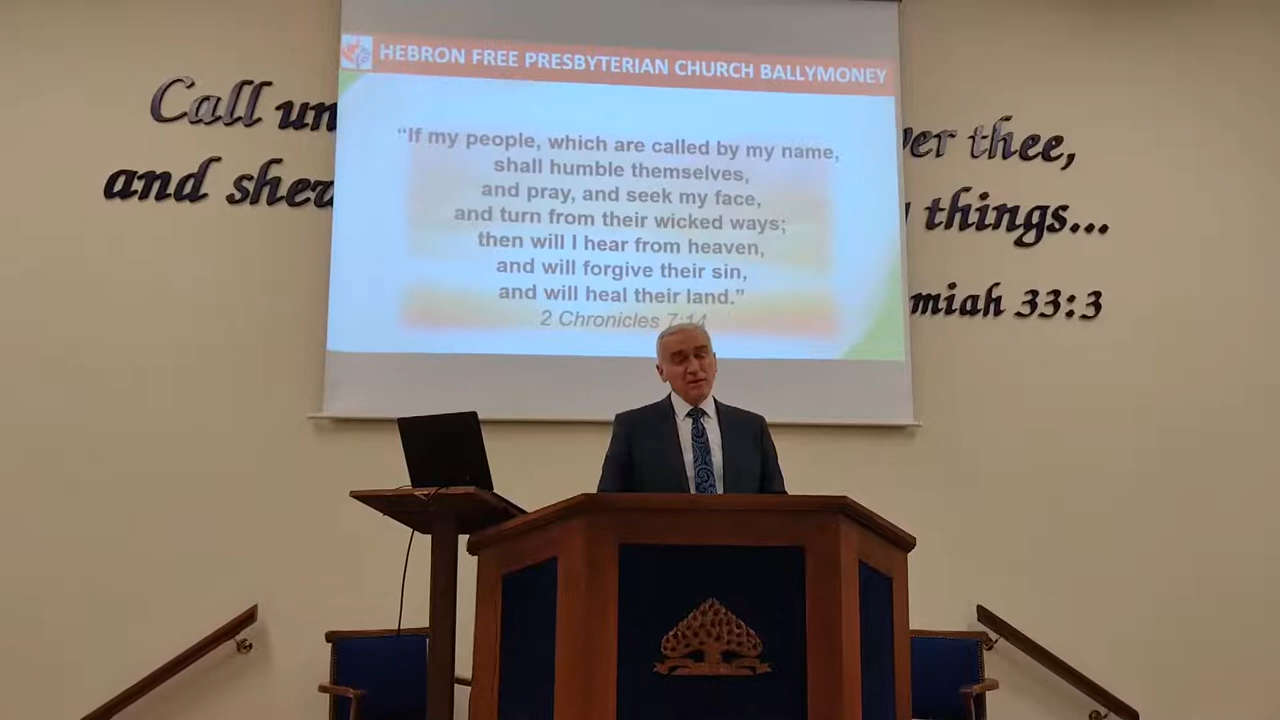 HEBRON FREE PRESBYTERIAN CHURCH BALLYMONEY
“If my people, which are called by my name,
shall humble themselves,
and pray, and seek my face,
and turn from their wicked ways;
then will I hear from heaven,
and will forgive their sin,
and will heal their land.”
2 Chronicles 7:14
Call un
er thee,
and shew
things...
miah 33:3